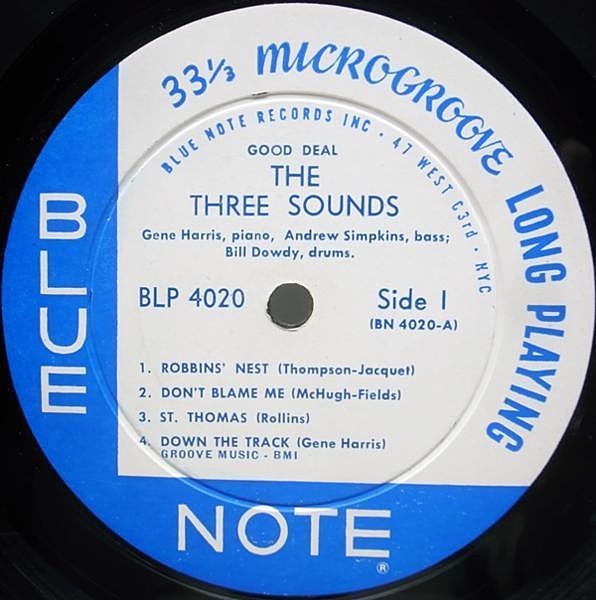 33⅓ MICROGROOVE LONG PLAYING
BLUE NOTE RECORDS INC • 47 WEST 63rd • NYC
GOOD DEAL
THE
THREE SOUNDS
Gene Harris, piano, Andrew Simpkins, bass;
Bill Dowdy, drums.
BLP 4020
Side 1
(BN 4020-A)
1. ROBBINS' NEST (Thompson-Jacquet)
2. DON'T BLAME ME (McHugh-Fields)
3. ST. THOMAS (Rollins)
4. DOWN THE TRACK (Gene Harris)
GROOVE MUSIC - BMI
BLUE
NOTE
®